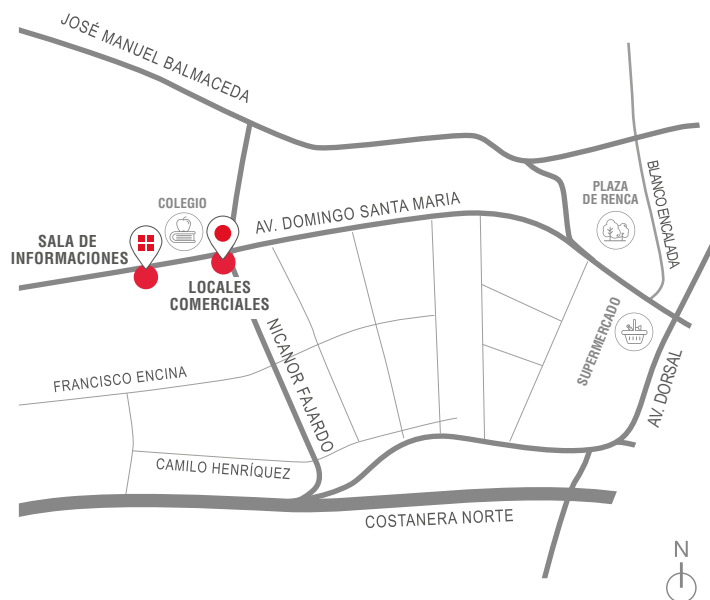 JOSÉ MANUEL BALMACEDA
COLEGIO
AV. DOMINGO SANTA MARIA
PLAZA
DE RENCA
BLANCO ENCALADA
SALA DE
INFORMACIONES
LOCALES
COMERCIALES
NICANOR FAJARDO
SUPERMERCADO
AV. DORSAL
FRANCISCO ENCINA
CAMILO HENRÍQUEZ
COSTANERA NORTE
N